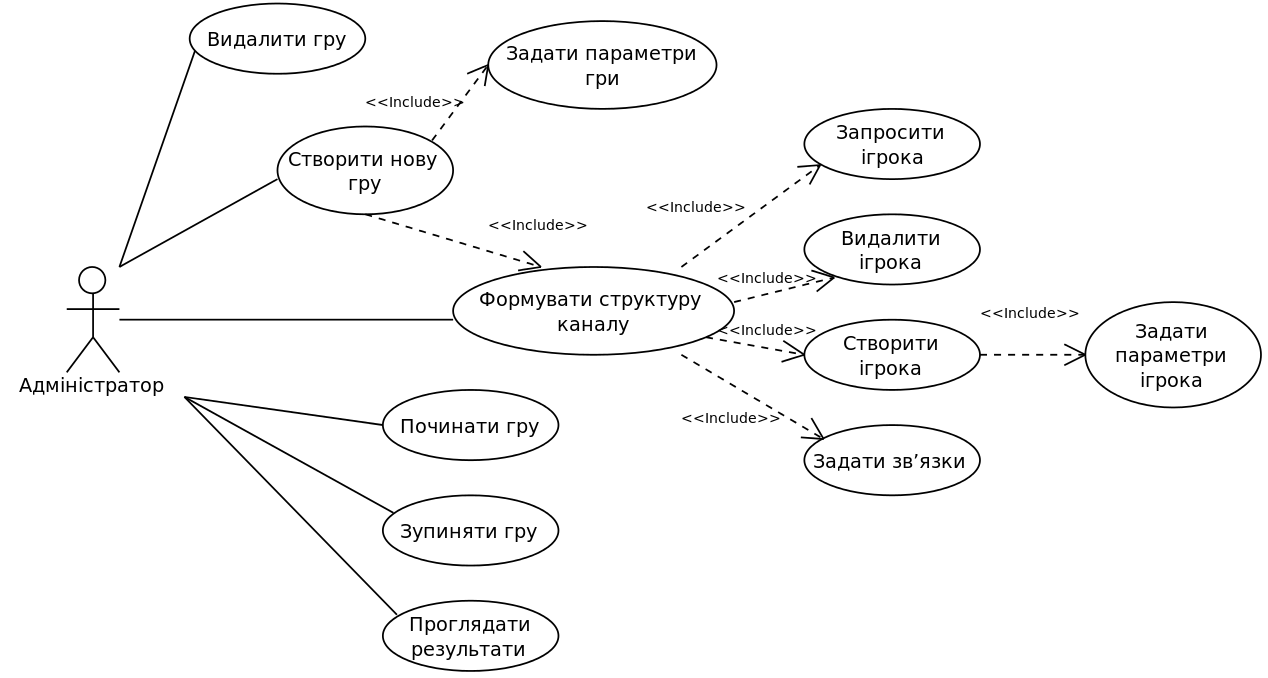 Видалити гру
Задати параметри
гри
<<Include>>
Створити нову
гру
<<Include>>
Запросити
ігрока
<<Include>>
Видалити
ігрока
<<Include>>
Формувати структуру
каналу
<<Include>>
Створити
ігрока
<<Include>>
Задати
параметри
ігрока
Адміністратор
<<Include>>
Задати зв’язки
Починати гру
Зупиняти гру
Проглядати
результати